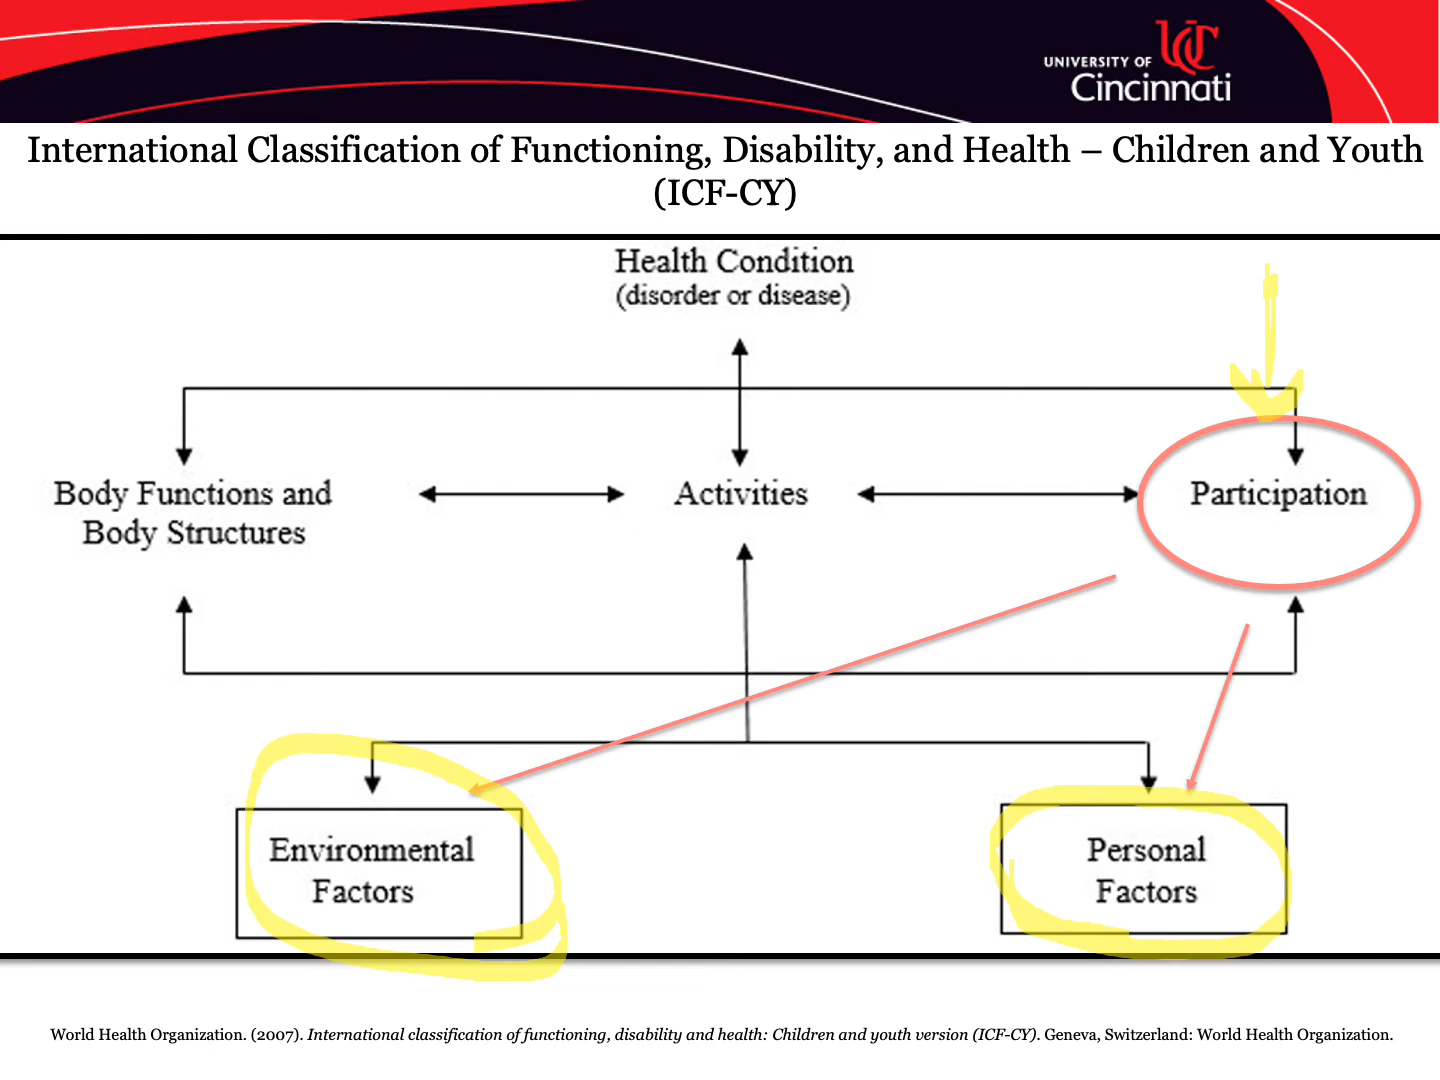 UNIVERSITY OF
Cincinnati
International Classification of Functioning, Disability, and Health – Children and Youth
(ICF-CY)
Health Condition
(disorder or disease)
Body Functions and
Body Structures
Activities
Participation
Environmental
Factors
Personal
Factors
World Health Organization. (2007). International classification of functioning, disability and health: Children and youth version (ICF-CY). Geneva, Switzerland: World Health Organization.